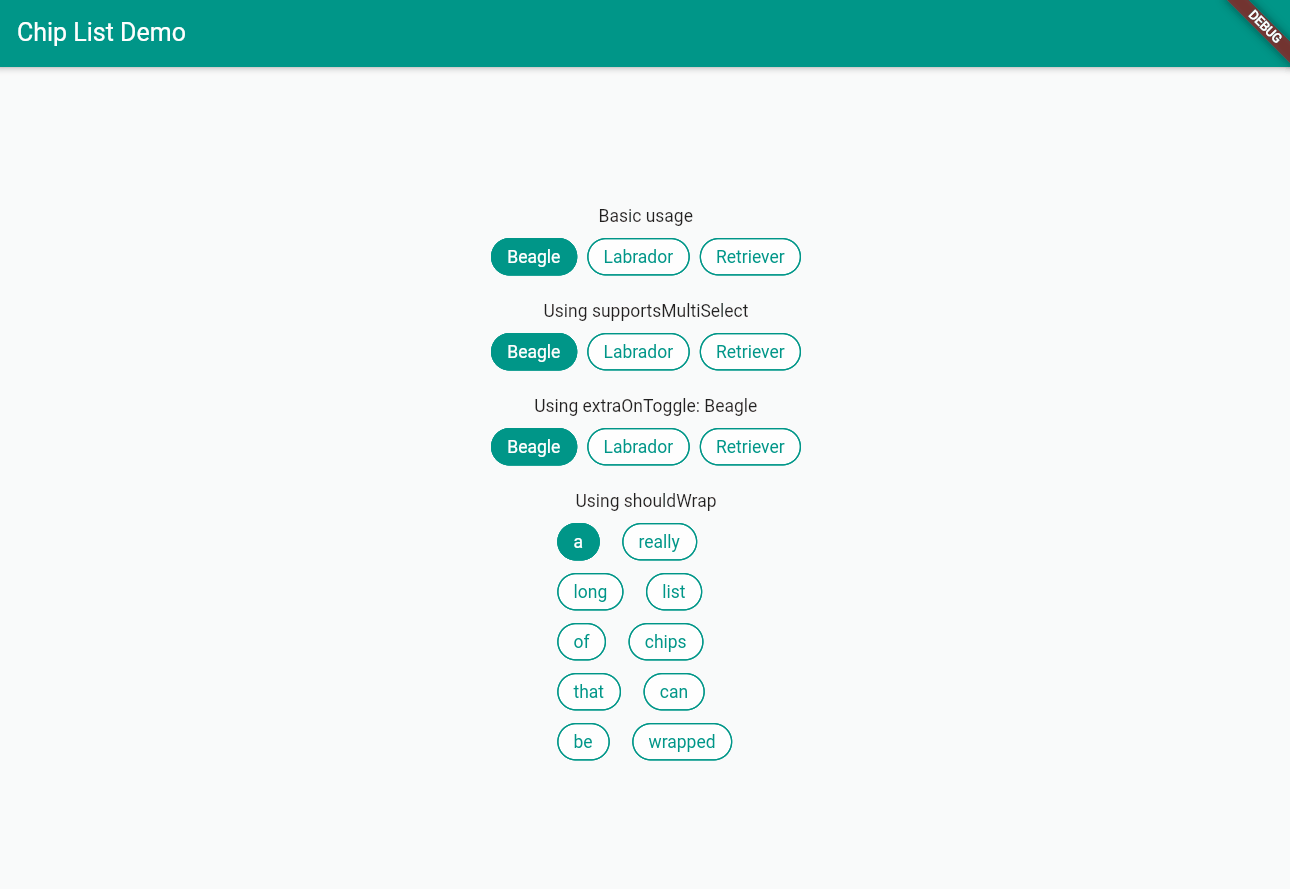 Chip List Demo
DEBUG
Basic usage
Beagle Labrador Retriever
Using supportsMultiSelect
Beagle Labrador Retriever
Using extraOnToggle: Beagle
Beagle Labrador Retriever
Using shouldWrap
a really
long list
of chips
that can
be wrapped